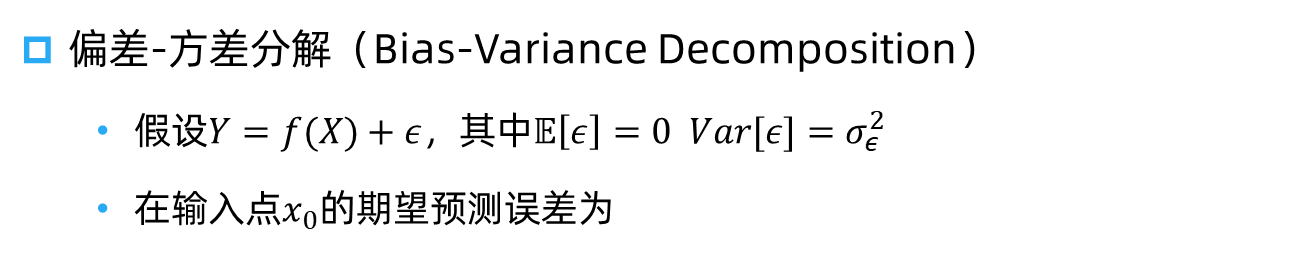 偏差-方差分解（Bias-Variance Decomposition）
• 假设Y = f(X) + ϵ，其中𝔼[ϵ] = 0 Var[ϵ] = σ_ϵ^2
• 在输入点x₀的期望预测误差为